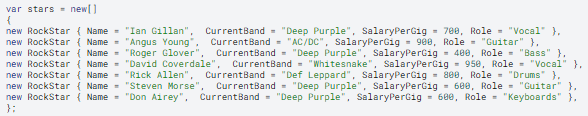 var stars = new[]
{
new RockStar { Name = "Ian Gillan",  CurrentBand = "Deep Purple", SalaryPerGig = 700, Role = "Vocal" },
new RockStar { Name = "Angus Young",  CurrentBand = "AC/DC", SalaryPerGig = 900, Role = "Guitar" },
new RockStar { Name = "Roger Glover",  CurrentBand = "Deep Purple", SalaryPerGig = 400, Role = "Bass" },
new RockStar { Name = "David Coverdale",  CurrentBand = "Whitesnake", SalaryPerGig = 950, Role = "Vocal" },
new RockStar { Name = "Rick Allen",  CurrentBand = "Def Leppard", SalaryPerGig = 800, Role = "Drums" },
new RockStar { Name = "Steven Morse",  CurrentBand = "Deep Purple", SalaryPerGig = 600, Role = "Guitar" },
new RockStar { Name = "Don Airey",  CurrentBand = "Deep Purple", SalaryPerGig = 600, Role = "Keyboards" },
};